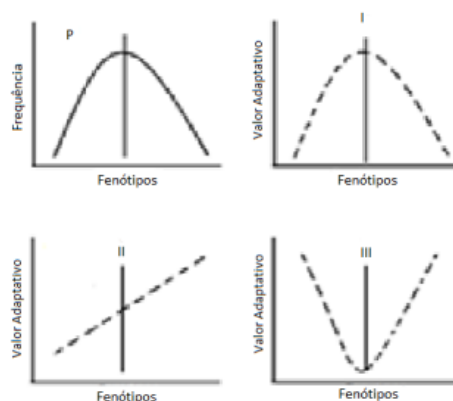 P
Frequência
Fenótipos
I
Valor Adaptativo
Fenótipos
II
Valor Adaptativo
Fenótipos
III
Valor Adaptativo
Fenótipos